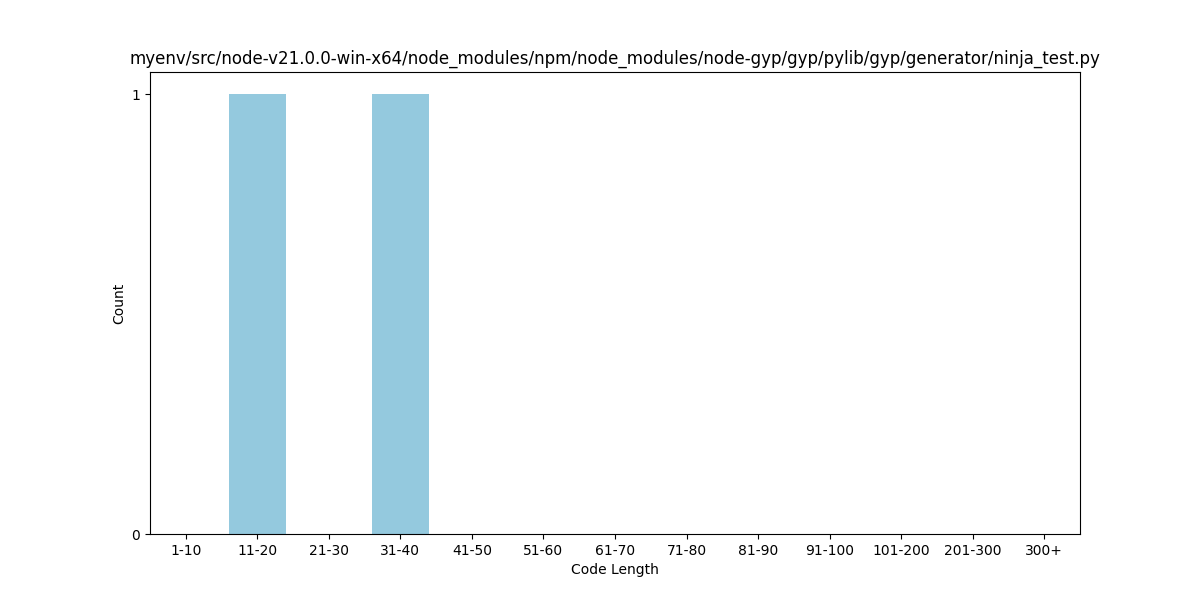 myenv/src/node-v21.0.0-win-x64/node_modules/npm/node_modules/node-gyp/gyp/pylib/gyp/generator/ninja_test.py
1
Count
0
1-10 11-20 21-30 31-40 41-50 51-60 61-70 71-80 81-90 91-100 101-200 201-300 300+
Code Length